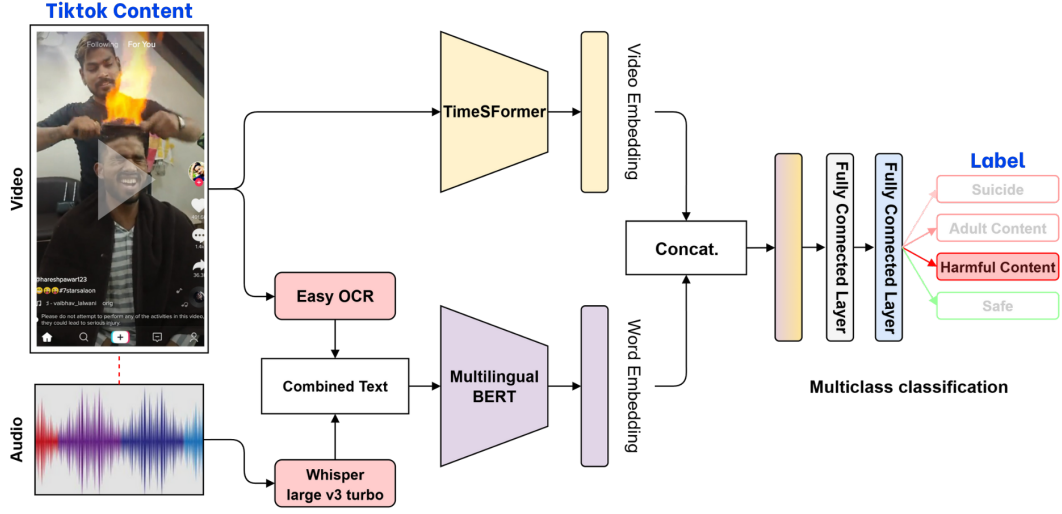 Tiktok Content
Following For You
@hareshpawar123
#7starsalaon
Please do not attempt to perform any of the activities in this video,
they could lead to serious injury.
Video
Audio
Easy OCR
Combined Text
Whisper
large v3 turbo
TimeSFormer
Multilingual
BERT
Video Embedding
Word Embedding
Concat.
Fully Connected Layer
Fully Connected Layer
Label
Suicide
Adult Content
Harmful Content
Safe
Multiclass classification